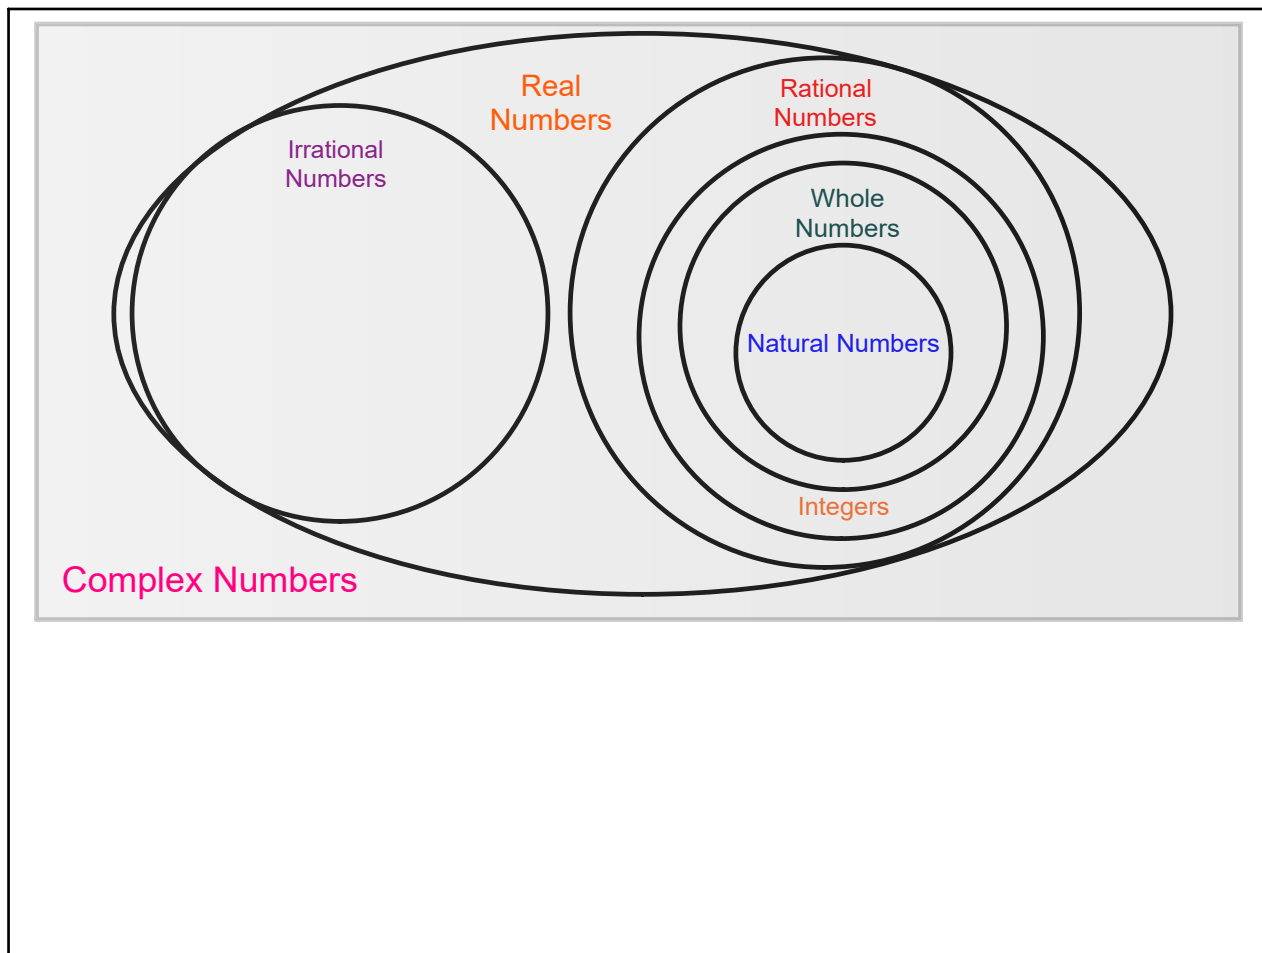 Real
Numbers
Rational
Numbers
Irrational
Numbers
Whole
Numbers
Natural Numbers
Integers
Complex Numbers